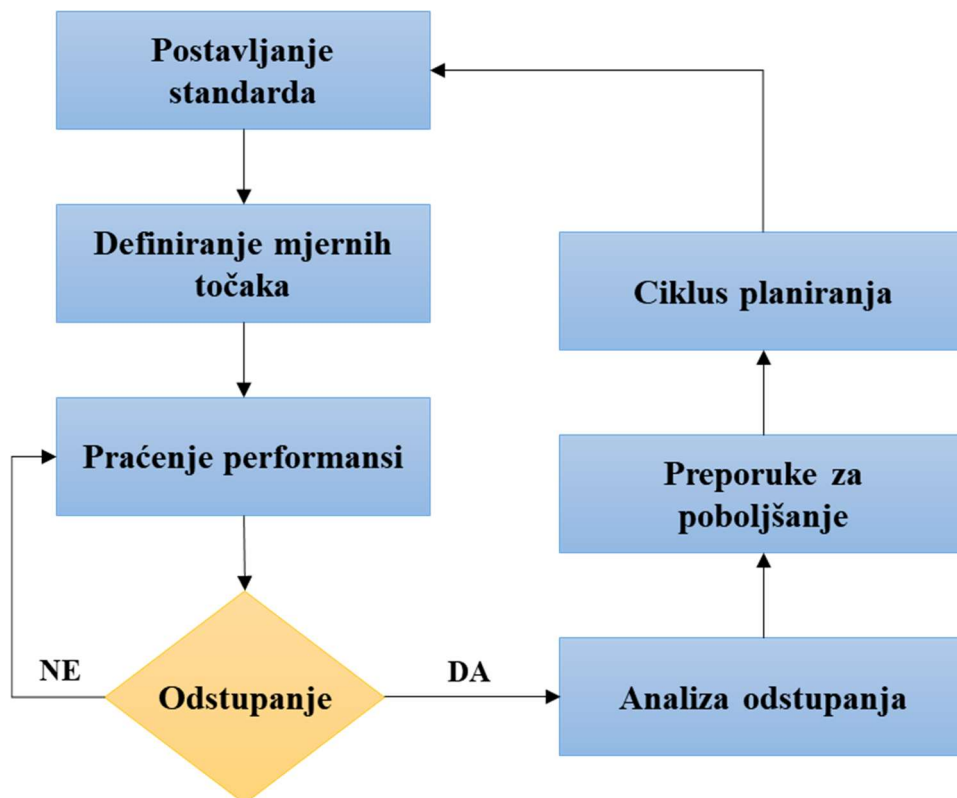 Postavljanje
standarda
Definiranje mjernih
točaka
Praćenje performansi
Odstupanje
NE
DA
Analiza odstupanja
Preporuke za
poboljšanje
Ciklus planiranja